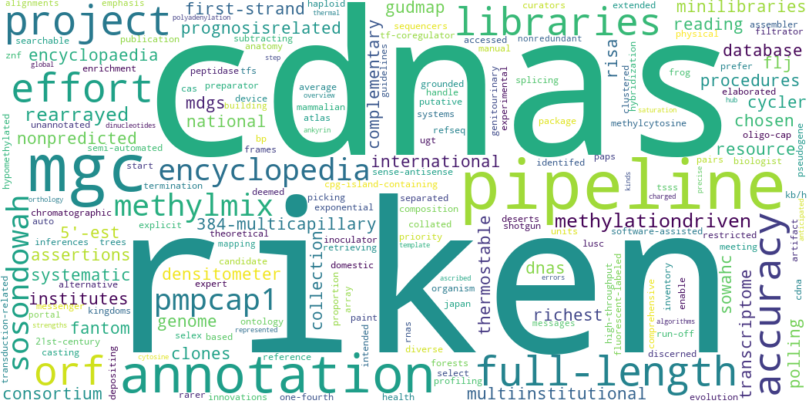 project
first-strand
gudmap
minilibraries
prognosisrelated
libraries
reading
encyclopaedia
database
effort
cdnas
complementary
risa
flj
rearrayed
mdgs
national
procedures
cycler
nonpredicted
chosen
resource
mgc
encyclopedia
international
pipeline
methylmix
384-multicapillary
methylationdriven
5'-est
assertions
densitometer
collection
thermostable
dnas
sowahc
accuracy
systematic
sosondowah
institutes
pmpcap1
riken
richest
transcriptome
polling
fantom
genome
clones
orf
annotation
full-length
consortium
multiinstitutional
polyadenylation
haploid
thermal
sequencers
curators
extended
alignments
emphasis
physical
assembler
filtrator
searchable
publication
subtracting
anatomy
tf-coregulator
accessed
manual
nonredundant
znf
global
enrichment
peptidase
tfs
step
cas
preparator
average
overview
grounded
handle
guidelines
genitourinary
experimental
clustered
hybridization
splicing
frog
prefer
hub
elaborated
saturation
device
building
mammalian
atlas
ankyrin
putative
systems
refseq
ugt
package
methylcytosine
oligo-cap
pseudogene
unannotated
dinucleotides
semi-automated
bp
frames
hypomethylated
start
termination
deemed
sense-antisense
identifed
paps
pairs
biologist
cpg-island-containing
kinds
tsss
precise
charged
kb/h
orthology
chromatographic
auto
explicit
picking
exponential
separated
composition
theoretical
inoculator
collated
deserts
shotgun
units
restricted
artifact
inferences
trees
mapping
retrieving
priority
template
lusc
software-assisted
meeting
alternative
candidate
domestic
kingdoms
expert
proportion
array
organism
ascribed
errors
high-throughput
fluorescent-labeled
comprehensive
inventory
enable
cdna
messenger
portal
strengths
selex
based
ontology
represented
paint
intended
rnas
japan
messages
run-off
algorithms
21st-century
casting
reference
diverse
forests
select
profiling
discerned
transduction-related
depositing
cytosine
rarer
innovations
one-fourth
health
evolution